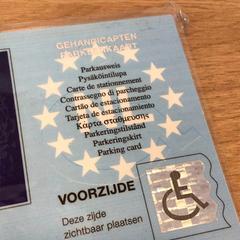 GEHANDICAPTEN
PARKEERKAART
Parkausweis
Pysäköintilupa
Carte de stationnement
Contrassegno di parcheggio
Cartão de estacionamento
Tarjeta de estacionamiento
Κάρτα στάθμευσης
Parkeringstilstånd
Parkeringskort
Parking card
VOORZIJDE
Deze zijde
zichtbaar plaatsen